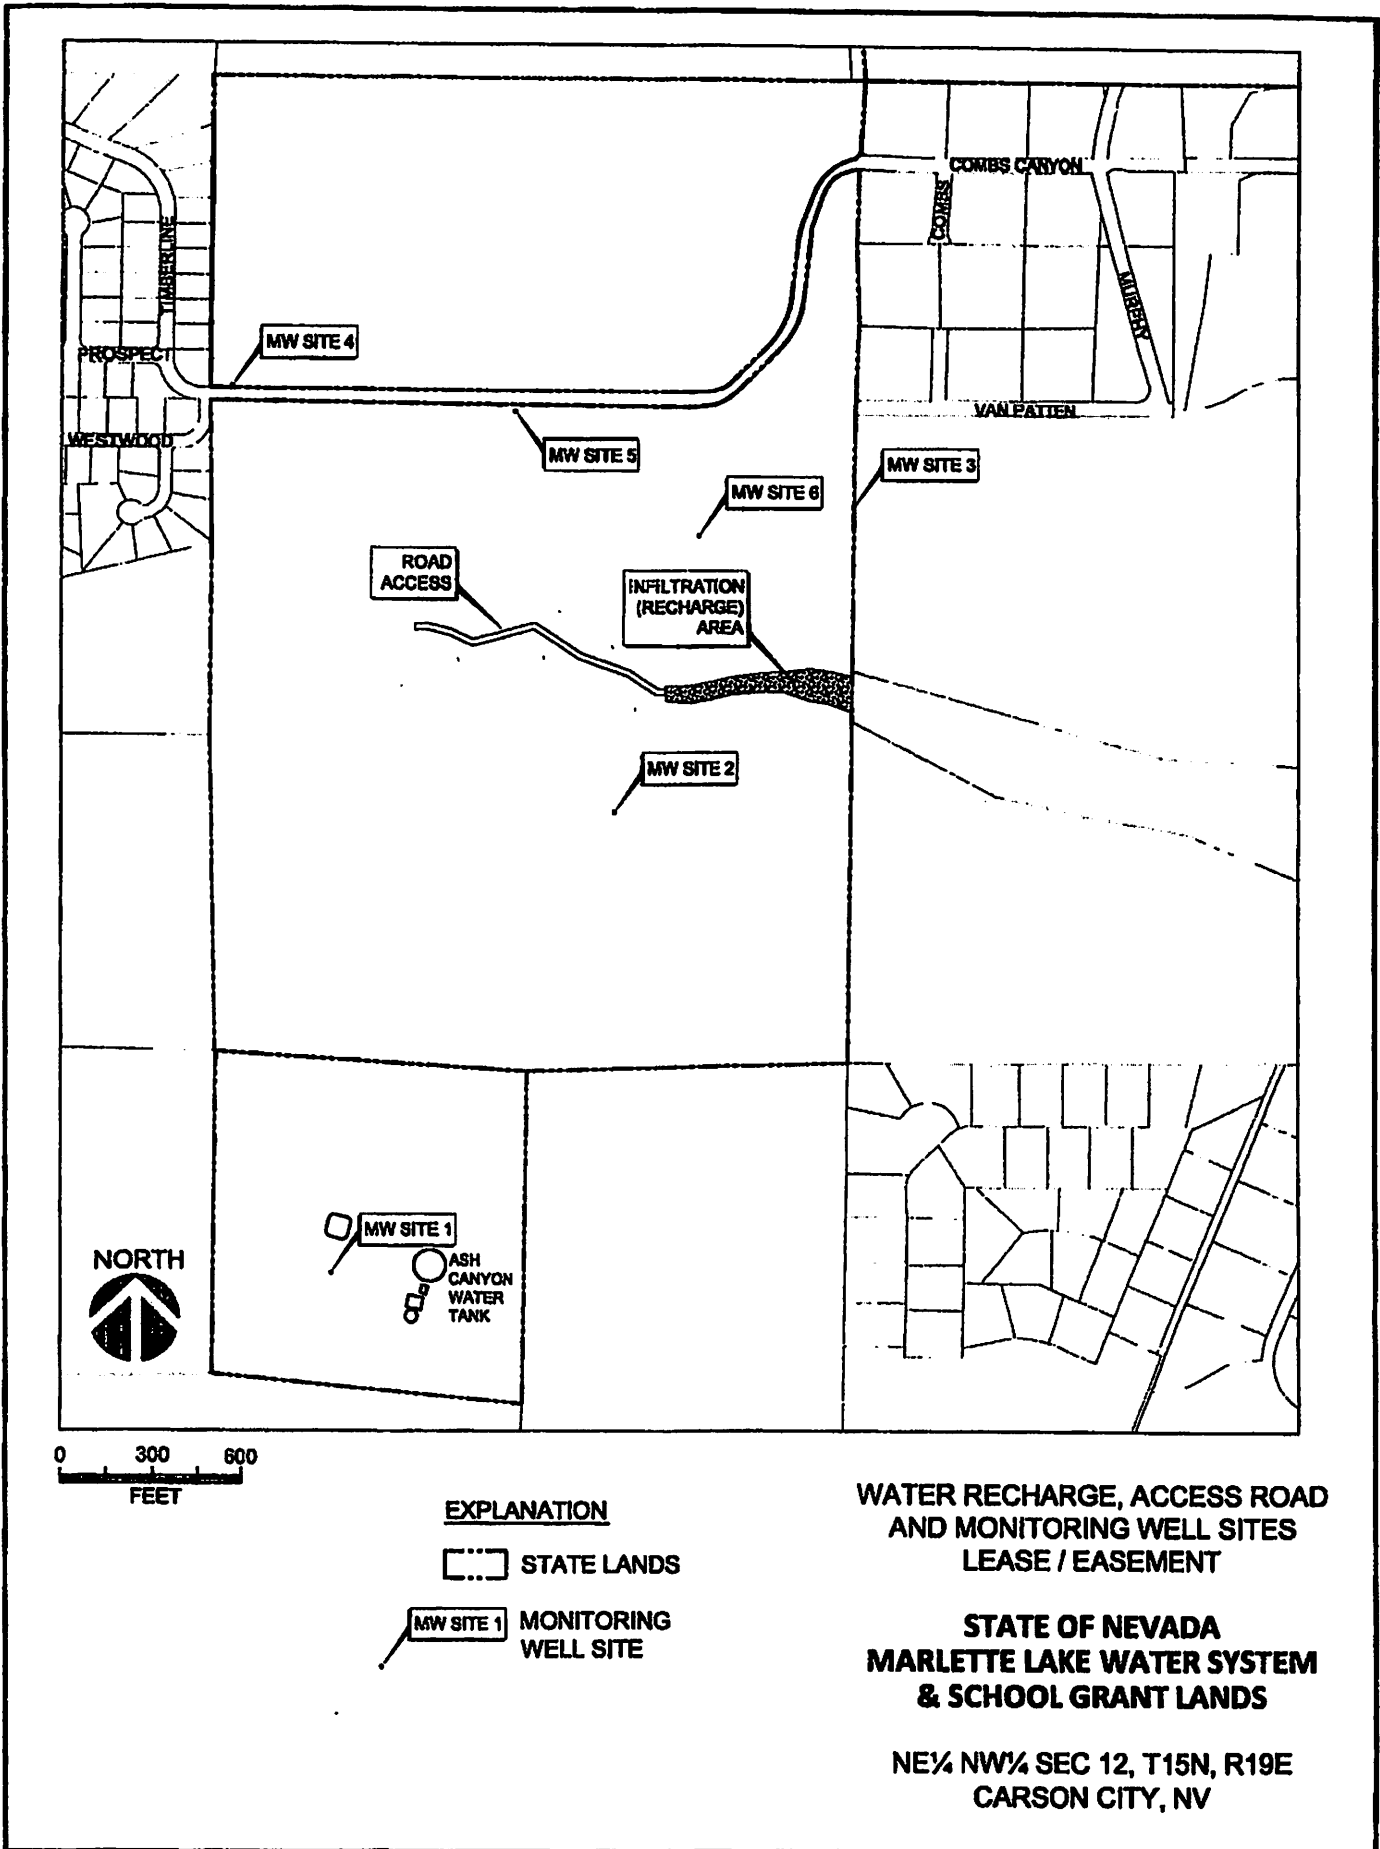 COMBS CANYON
COMBS
TIMBERLINE
MURPHY
MW SITE 4
PROSPECT
VAN PATTEN
WESTWOOD
MW SITE 5
MW SITE 3
MW SITE 6
ROAD
ACCESS
INFILTRATION
(RECHARGE)
AREA
MW SITE 2
MW SITE 1
NORTH
ASH
CANYON
WATER
TANK
0 300 600
FEET
EXPLANATION
STATE LANDS
MW SITE 1
MONITORING
WELL SITE
WATER RECHARGE, ACCESS ROAD
AND MONITORING WELL SITES
LEASE / EASEMENT
STATE OF NEVADA
MARLETTE LAKE WATER SYSTEM
& SCHOOL GRANT LANDS
NE¼ NW¼ SEC 12, T15N, R19E
CARSON CITY, NV